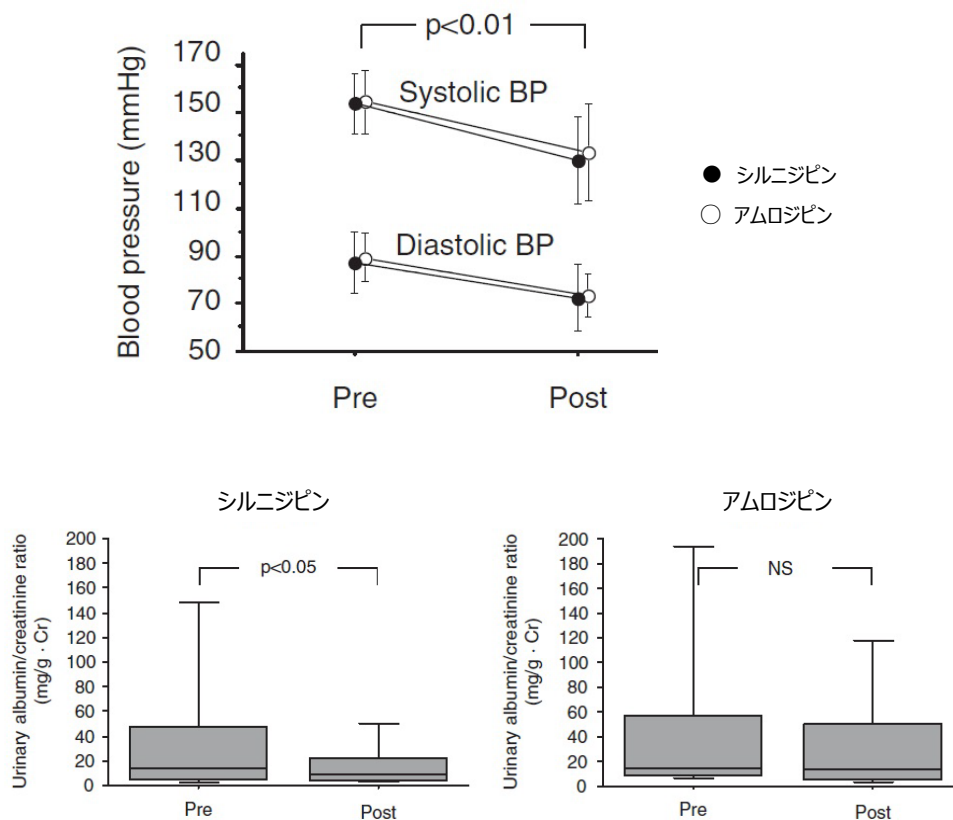 p<0.01
Blood pressure (mmHg)
170
150
130
110
90
70
50
Systolic BP
Diastolic BP
Pre
Post
シルニジピン
アムロジピン
シルニジピン
Urinary albumin/creatinine ratio
(mg/g · Cr)
200
180
160
140
120
100
80
60
40
20
0
p<0.05
Pre
Post
アムロジピン
Urinary albumin/creatinine ratio
(mg/g · Cr)
200
180
160
140
120
100
80
60
40
20
0
NS
Pre
Post